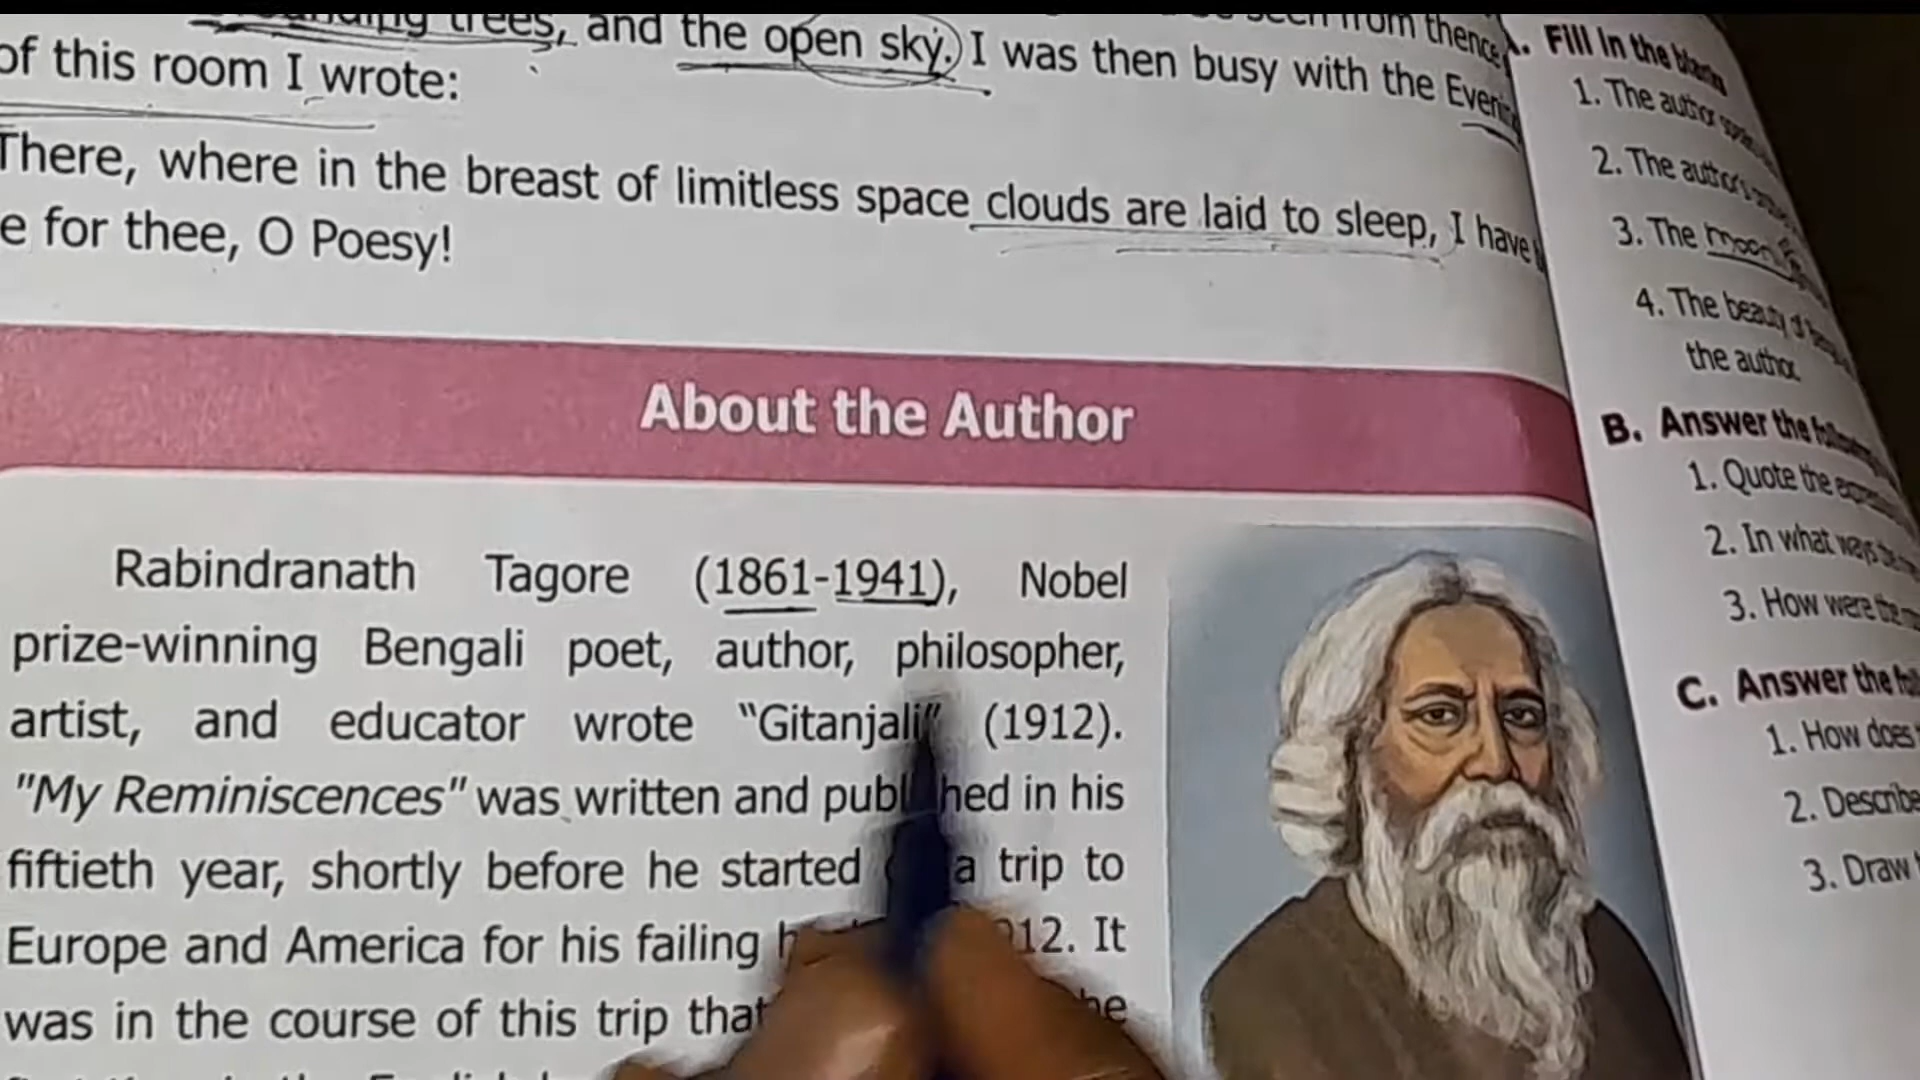 trees, and the open sky. I was then busy with the
of this room I wrote:
There, where in the breast of limitless space clouds are laid to sleep, I have
e for thee, O Poesy!
About the Author
Rabindranath Tagore (1861-1941), Nobel
prize-winning Bengali poet, author, philosopher,
artist, and educator wrote "Gitanjali" (1912).
"My Reminiscences" was written and published in his
fiftieth year, shortly before he started a trip to
Europe and America for his failing 12. It
was in the course of this trip that he
A. Fill in the blanks
1. The author
2. The author's
3. The moon
4. The beauty of
the author.
B. Answer the following
1. Quote the
2. In what ways the
3. How were the
C. Answer the
1. How does
2. Describe
3. Draw